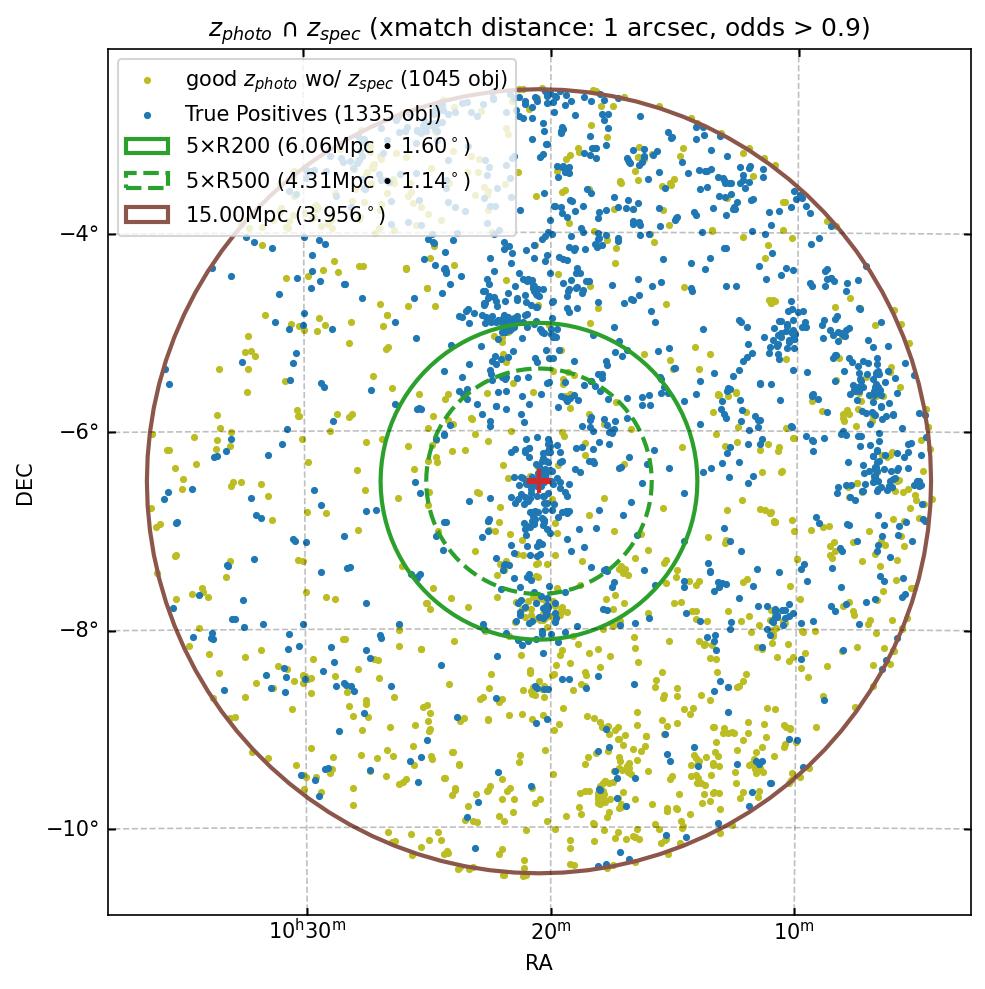 z_photo ∩ z_spec (xmatch distance: 1 arcsec, odds > 0.9)
good z_photo wo/ z_spec (1045 obj)
True Positives (1335 obj)
5×R200 (6.06Mpc • 1.60°)
5×R500 (4.31Mpc • 1.14°)
15.00Mpc (3.956°)
−4°
−6°
−8°
−10°
DEC
10ʰ30ᵐ
20ᵐ
10ᵐ
RA